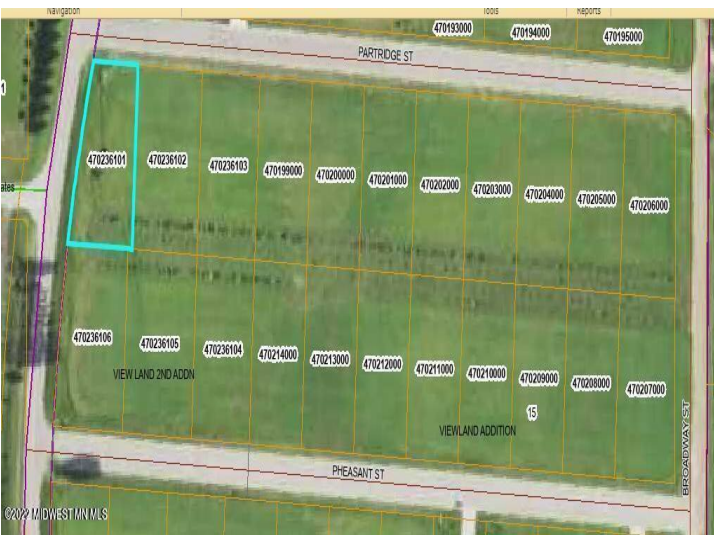 Navigation
Tools
Reports
470193000
470194000
470195000
PARTRIDGE ST
1
470236101
470236102
470236103
470199000
470200000
470201000
470202000
470203000
470204000
470205000
470206000
ates
470236106
470236105
470236104
470214000
470213000
470212000
470211000
470210000
470209000
470208000
470207000
VIEW LAND 2ND ADDN
15
VIEWLAND ADDITION
BROADWAY ST
PHEASANT ST
©2022 MIDWEST MN MLS